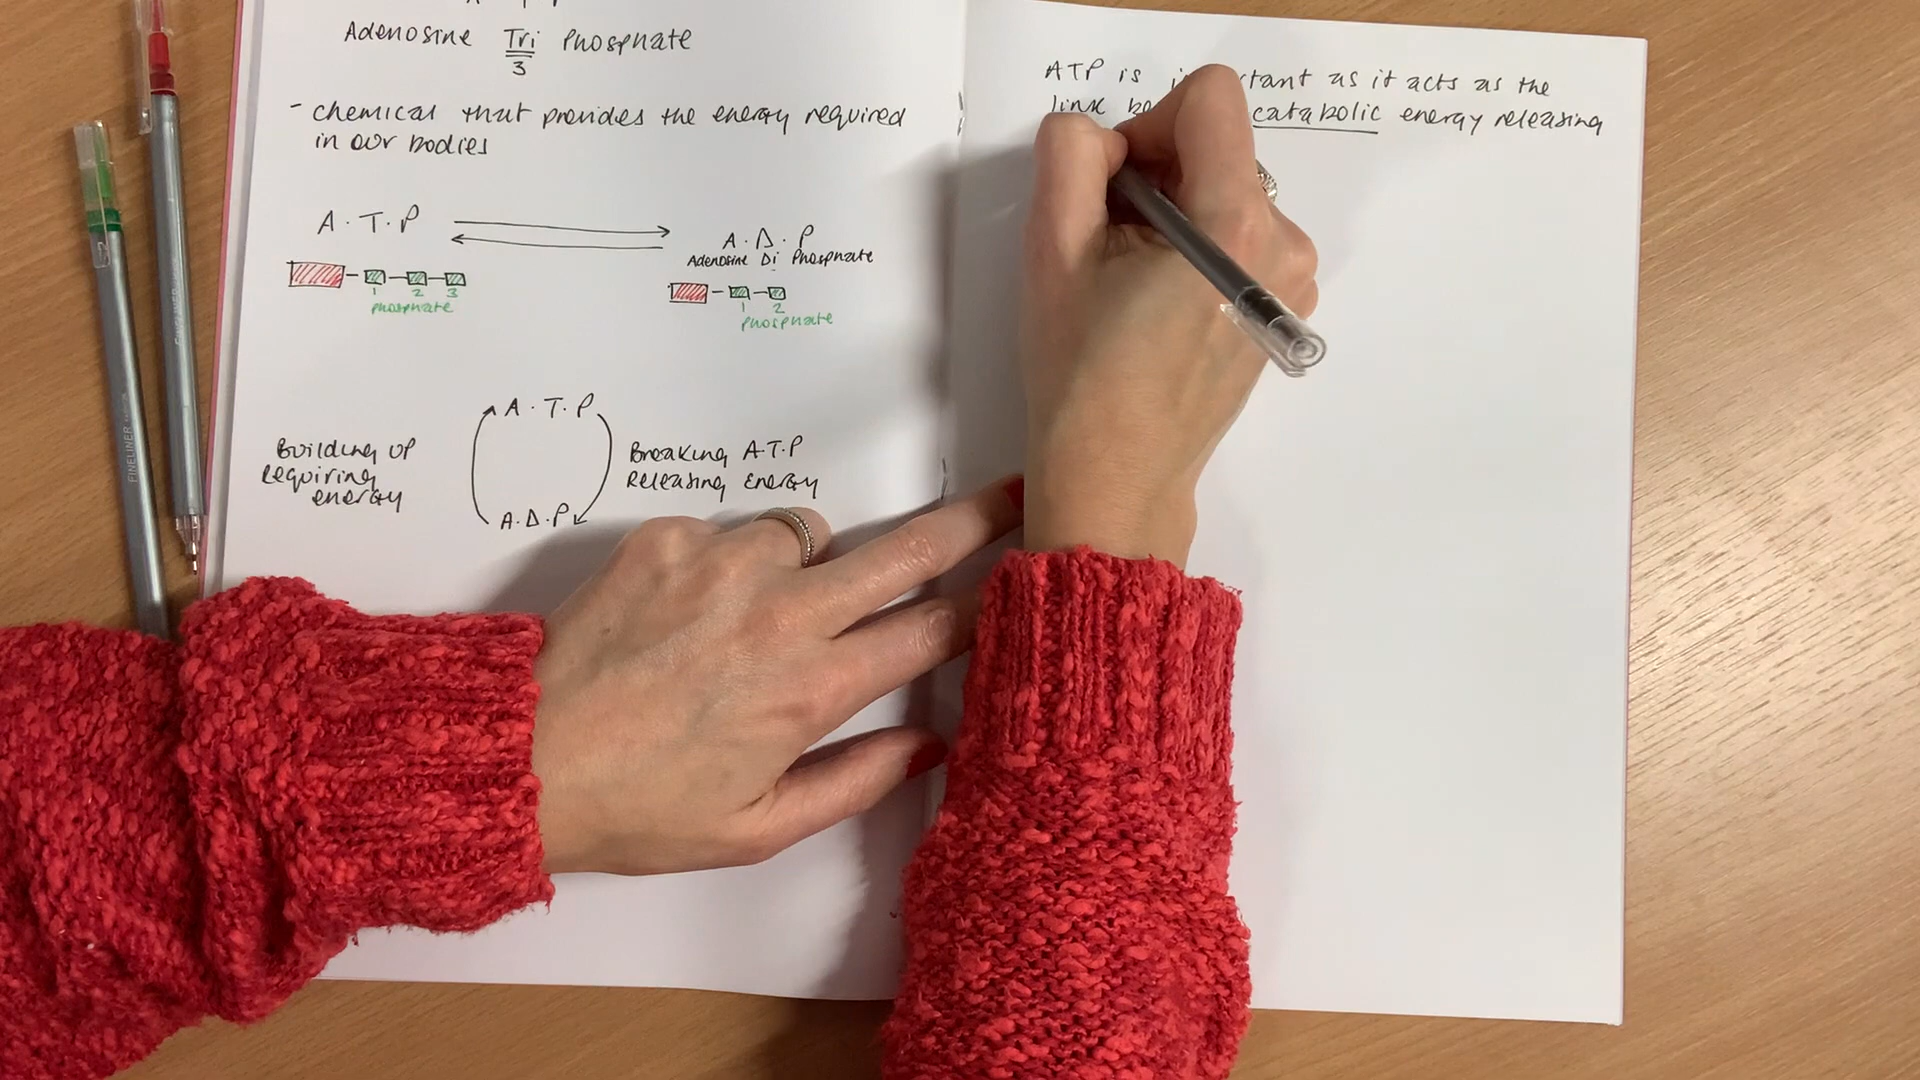 Adenosine Tri Phosphate
3
- chemical that provides the energy required
in our bodies
A.T.P
A.D.P
Adenosine Di Phosphate
1 2 3
Phosphate
1 2
Phosphate
A.T.P
Building up
requiring
energy
Breaking A.T.P
Releasing Energy
A.D.P
ATP is as it acts as the
link catabolic energy releasing
FINELINER